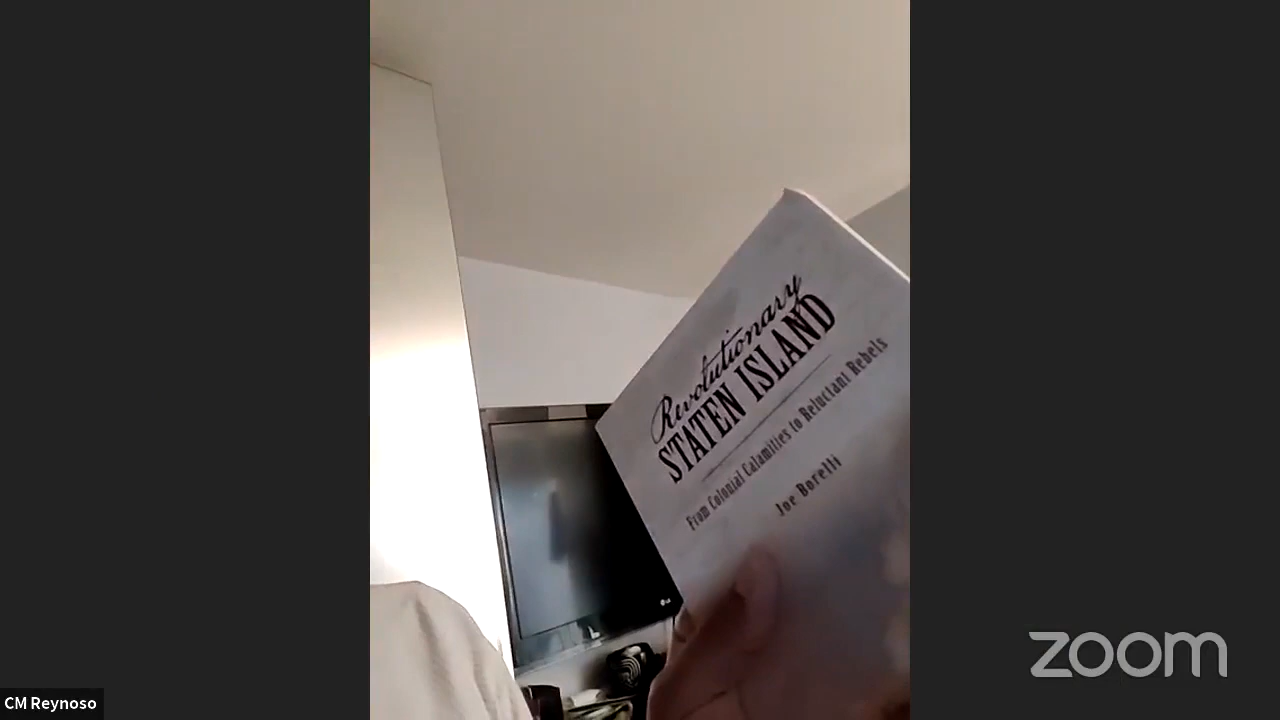 Revolutionary
STATEN ISLAND
From Colonial Calamities to Reluctant Rebels
Joe Borelli
LG
zoom
CM Reynoso